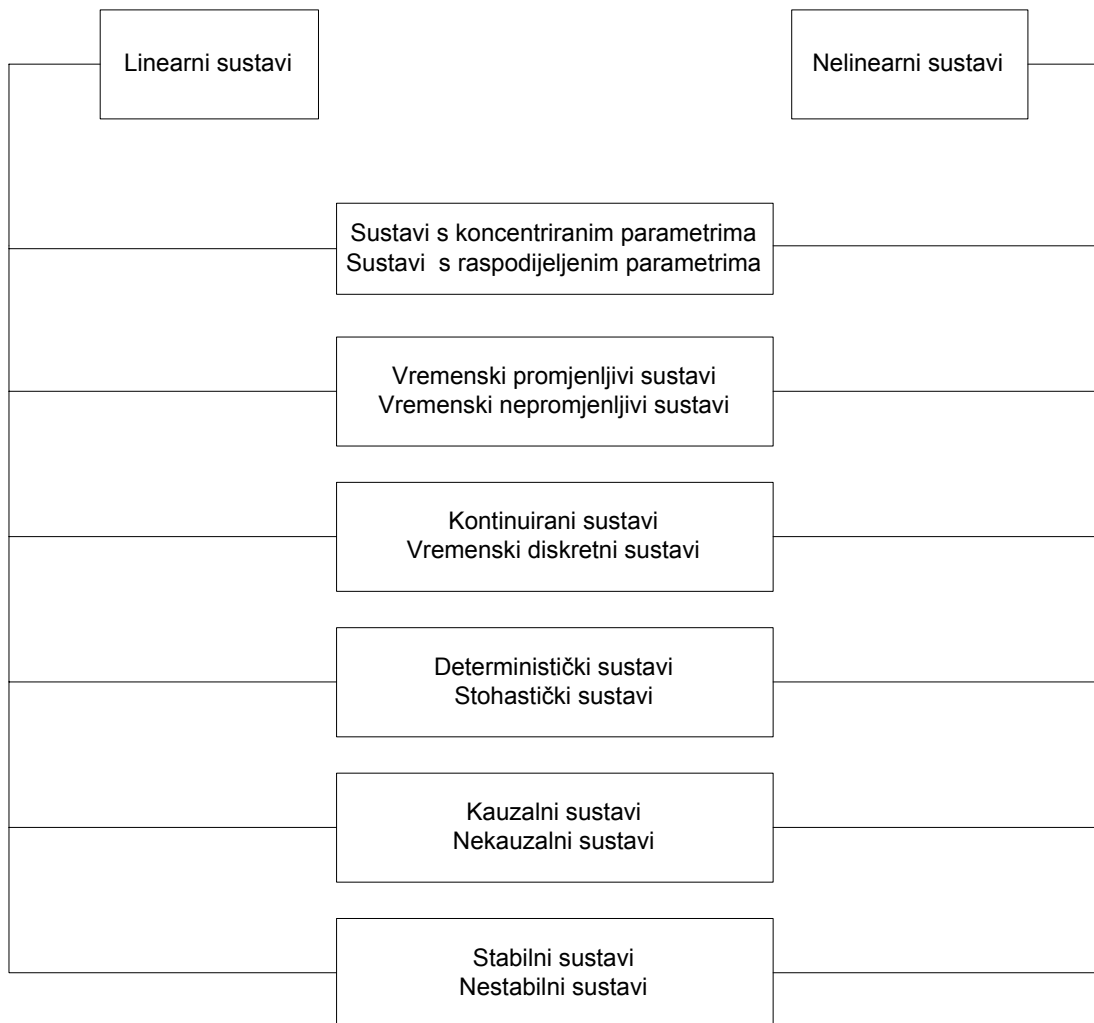 Linearni sustavi
Nelinearni sustavi
Sustavi s koncentriranim parametrima
Sustavi s raspodijeljenim parametrima
Vremenski promjenljivi sustavi
Vremenski nepromjenljivi sustavi
Kontinuirani sustavi
Vremenski diskretni sustavi
Deterministički sustavi
Stohastički sustavi
Kauzalni sustavi
Nekauzalni sustavi
Stabilni sustavi
Nestabilni sustavi